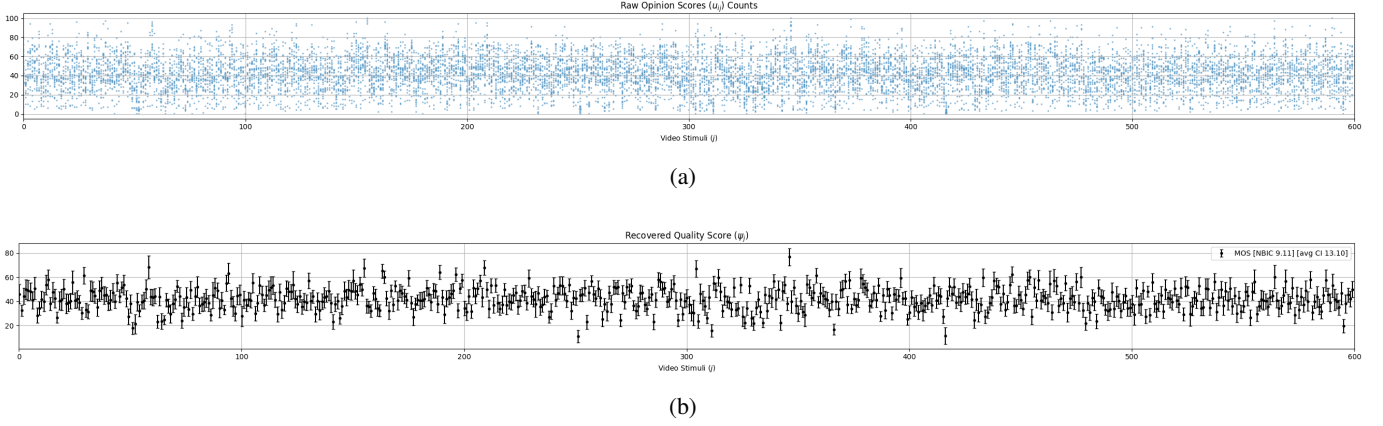 Raw Opinion Scores (u_ij) Counts
100
80
60
40
20
0
0 100 200 300 400 500 600
Video Stimuli (j)
(a)
Recovered Quality Score (ψ_j)
MOS [NBIC 9.11] [avg CI 13.10]
80
60
40
20
0 100 200 300 400 500 600
Video Stimuli (j)
(b)